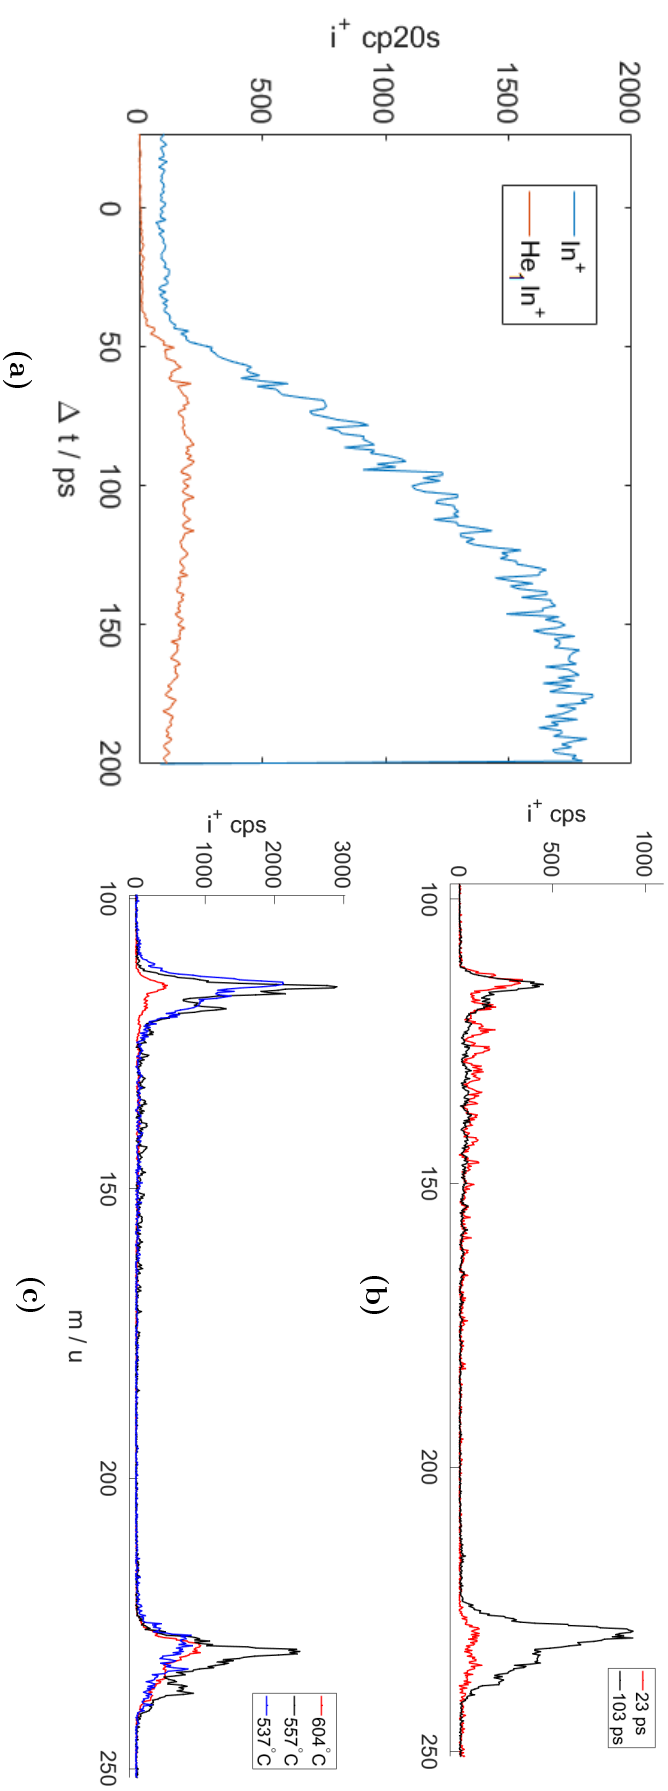 i⁺ cp20s
2000
1500
1000
500
0
In⁺
He₁In⁺
0
50
100
150
200
Δ t / ps
(a)
i⁺ cps
1000
500
0
23 ps
103 ps
100
150
200
250
(b)
i⁺ cps
3000
2000
1000
0
604°C
557°C
537°C
100
150
200
250
m / u
(c)